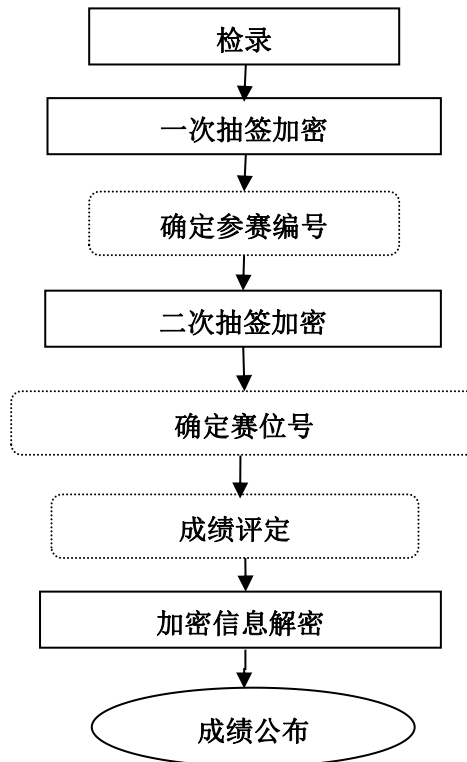 检录
一次抽签加密
确定参赛编号
二次抽签加密
确定赛位号
成绩评定
加密信息解密
成绩公布